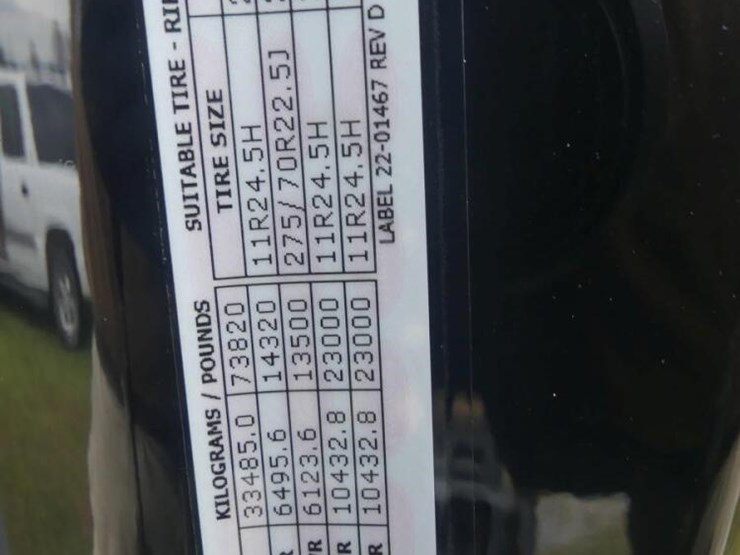 KILOGRAMS / POUNDS SUITABLE TIRE - RI
33485.0 73820 TIRE SIZE
R 6495.6 14320 11R24.5H
/R 6123.6 13500 275/70R22.5J
R 10432.8 23000 11R24.5H
R 10432.8 23000 11R24.5H
LABEL 22-01467 REV D